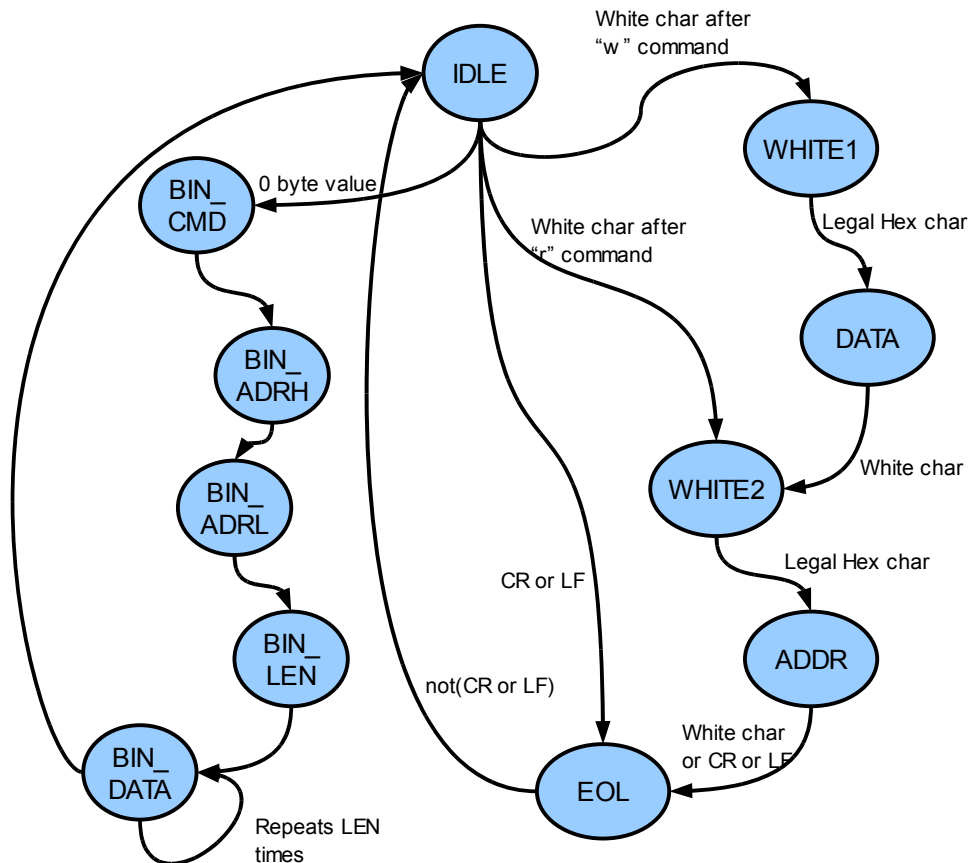 White char after
“w ” command
IDLE
WHITE1
BIN_
CMD
0 byte value
Legal Hex char
White char after
“r” command
DATA
BIN_
ADRH
White char
WHITE2
BIN_
ADRL
Legal Hex char
CR or LF
BIN_
LEN
ADDR
not(CR or LF)
White char
or CR or LF
BIN_
DATA
EOL
Repeats LEN
times